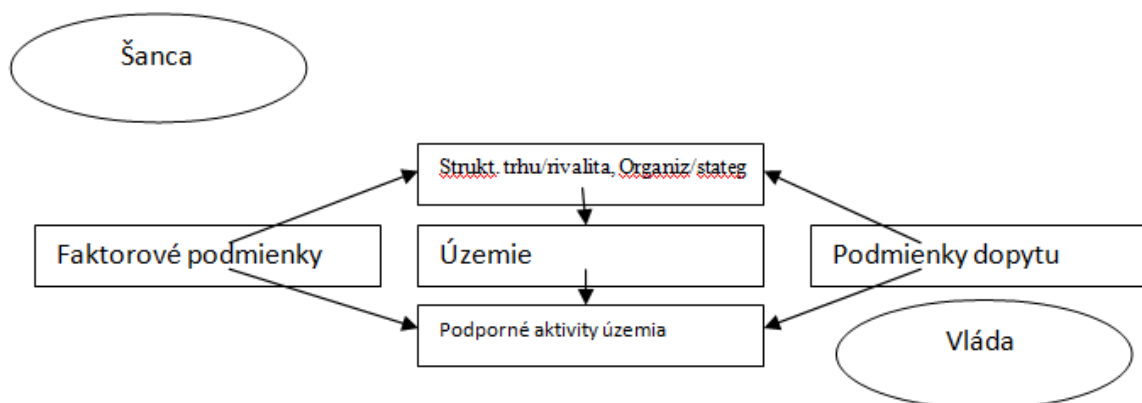 Šanca
Strukt. trhu/rivalita, Organiz/stateg
Faktorové podmienky
Územie
Podmienky dopytu
Podporné aktivity územia
Vláda